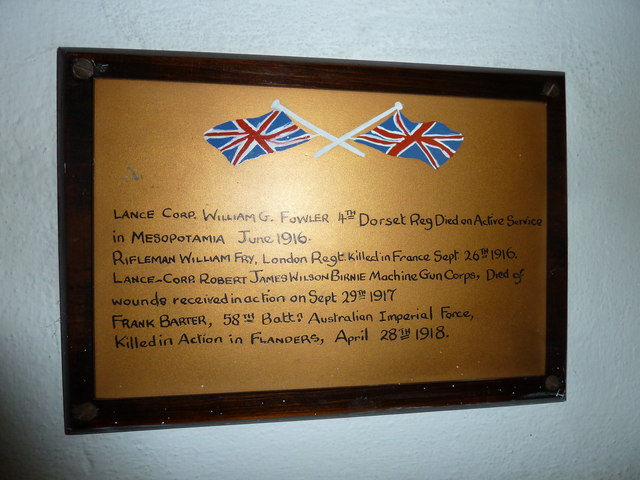 LANCE CORP. WILLIAM G. FOWLER 4TH Dorset Reg Died on Active Service
in MESOPOTAMIA June 1916.
RIFLEMAN WILLIAM FRY, London Regt. Killed in France Sept 26TH 1916.
LANCE-CORP. ROBERT JAMES WILSON BIRNIE Machine Gun Corps, Died of
wounds received in action on Sept 29TH 1917
FRANK BARTER, 58TH Battn Australian Imperial Force,
Killed in Action in FLANDERS, April 28TH 1918.